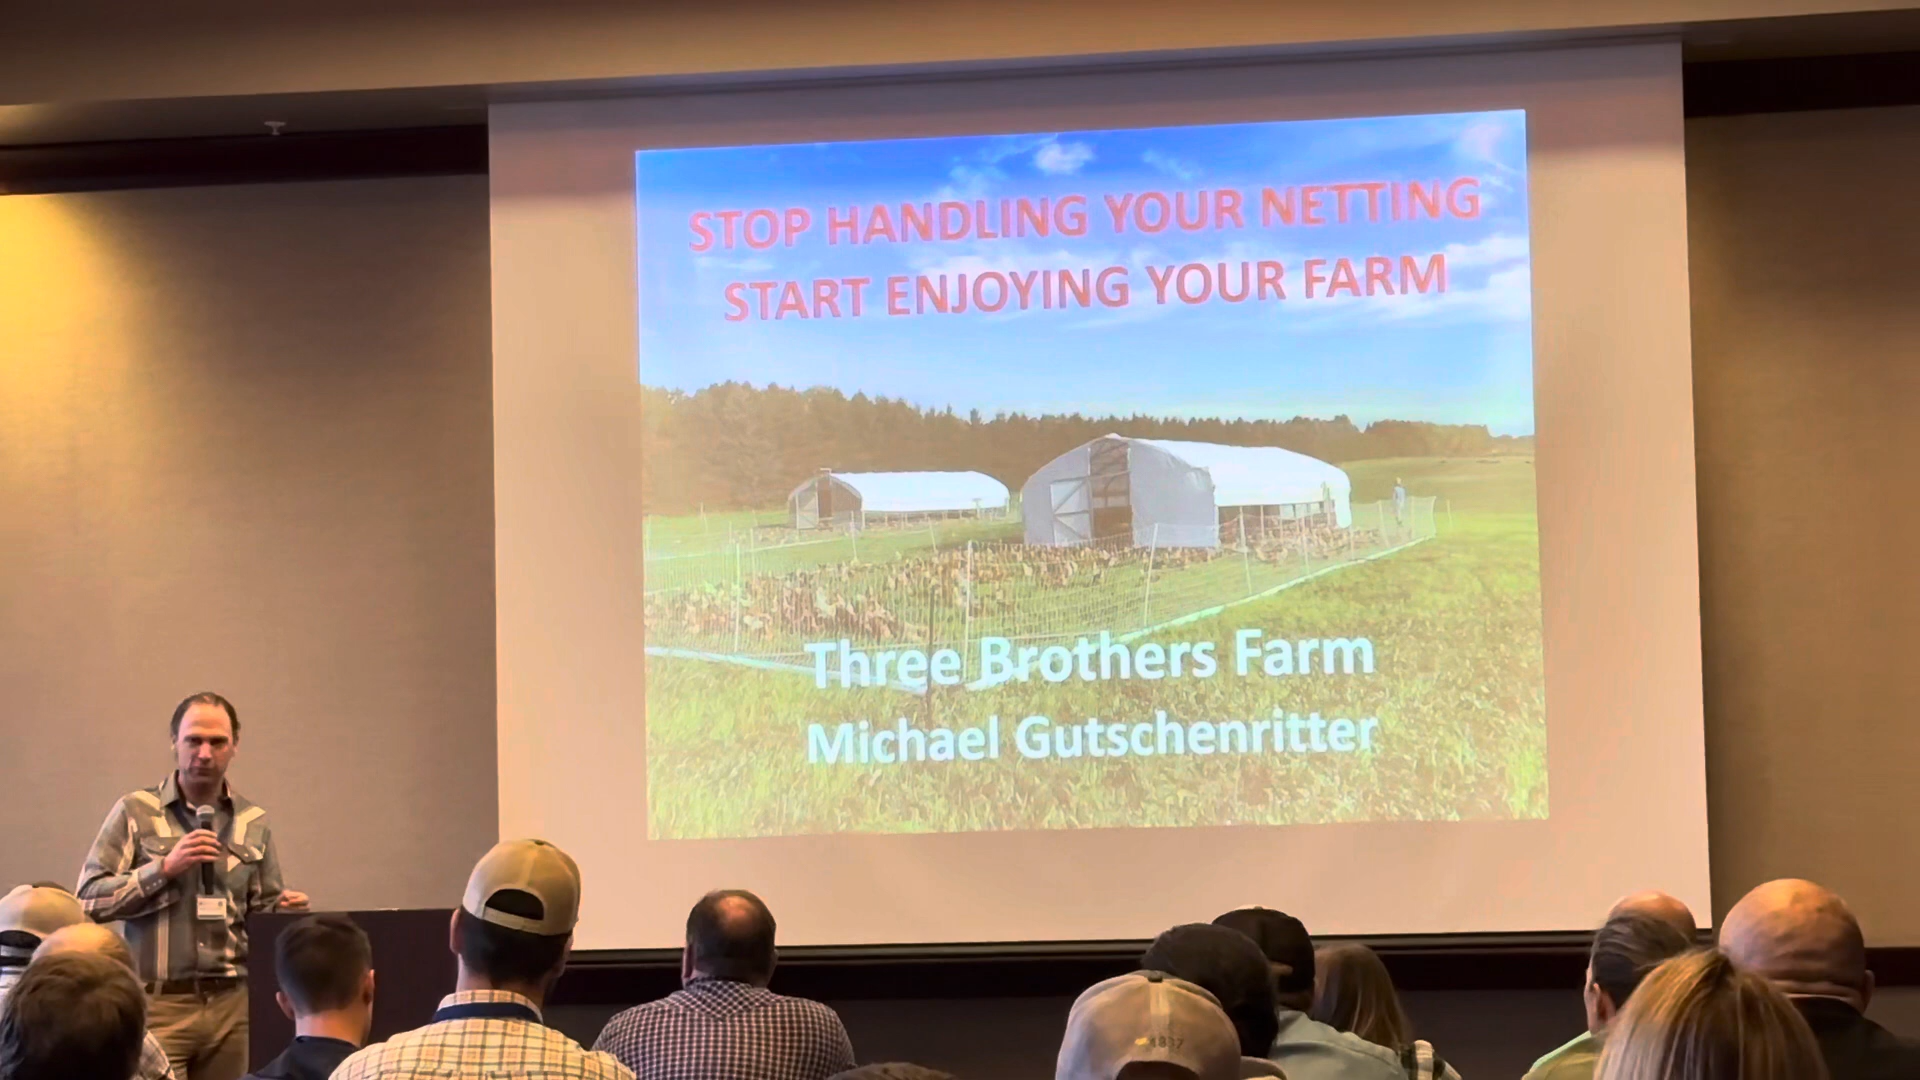 STOP HANDLING YOUR NETTING
START ENJOYING YOUR FARM
Three Brothers Farm
Michael Gutschenritter